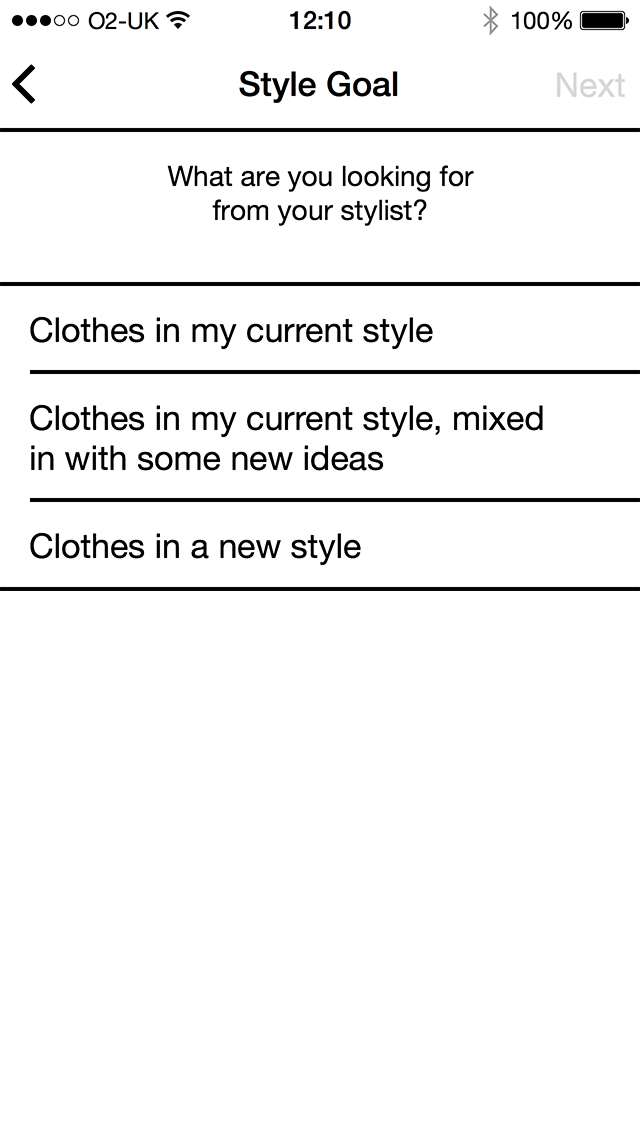 O2-UK 12:10 100%
Style Goal Next
What are you looking for
from your stylist?
Clothes in my current style
Clothes in my current style, mixed
in with some new ideas
Clothes in a new style